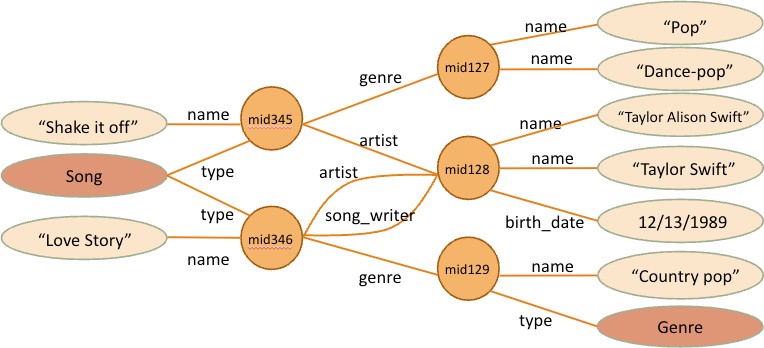 name
“Pop”
mid127
name
“Dance-pop”
genre
“Shake it off”
name
mid345
name
“Taylor Alison Swift”
artist
Song
type
artist
mid128
name
“Taylor Swift”
type
song_writer
birth_date
12/13/1989
“Love Story”
name
mid346
genre
mid129
name
“Country pop”
type
Genre